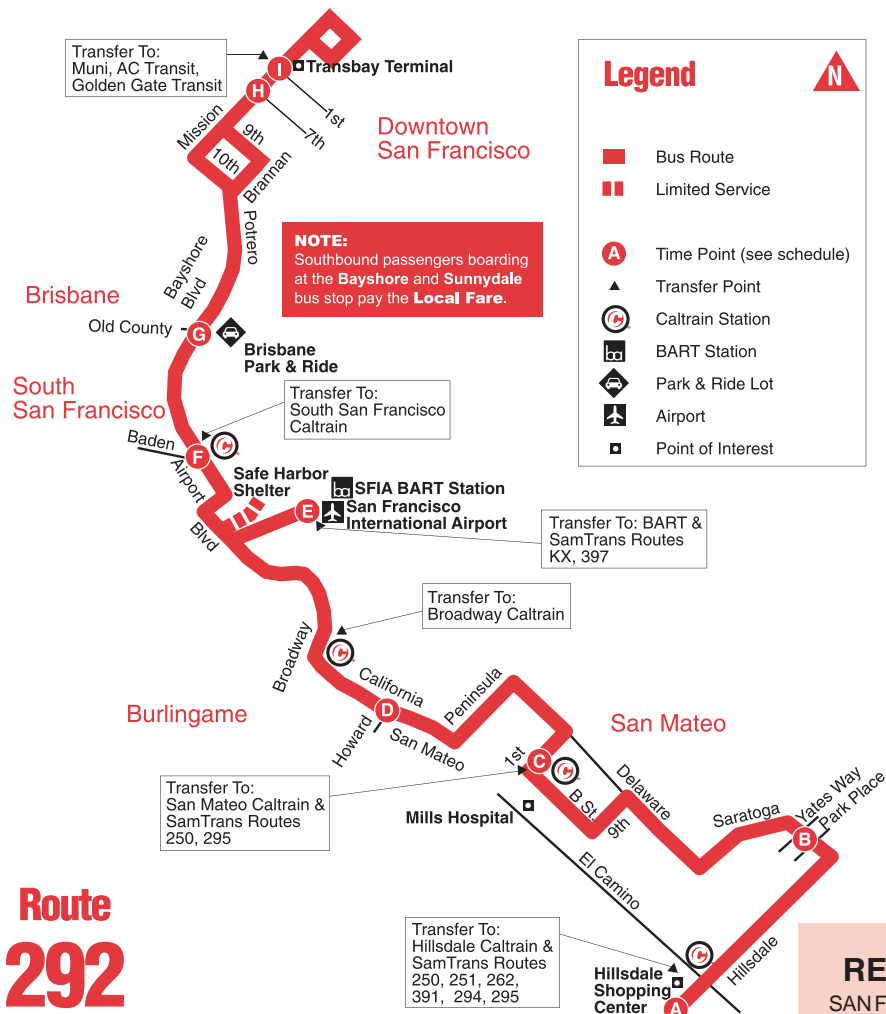 Transfer To:
Muni, AC Transit,
Golden Gate Transit
I
Transbay Terminal
H
1st
7th
Mission
9th
10th
Brannan
Downtown
San Francisco
Potrero
Bayshore
Blvd
NOTE:
Southbound passengers boarding
at the Bayshore and Sunnydale
bus stop pay the Local Fare.
Legend
N
Bus Route
Limited Service
A
Time Point (see schedule)
Transfer Point
C
Caltrain Station
ba
BART Station
Park & Ride Lot
Airport
Point of Interest
Brisbane
Old County
G
Brisbane
Park & Ride
South
San Francisco
Transfer To:
South San Francisco
Caltrain
Baden
F
C
Airport
Blvd
Safe Harbor
Shelter
ba
SFIA BART Station
E
San Francisco
International Airport
Transfer To: BART &
SamTrans Routes
KX, 397
Transfer To:
Broadway Caltrain
C
Broadway
California
Burlingame
D
Howard
San Mateo
Peninsula
San Mateo
1st
C
C
Transfer To:
San Mateo Caltrain &
SamTrans Routes
250, 295
Mills Hospital
B St.
9th
Delaware
Saratoga
Yates Way
Park Place
B
El Camino
Route
292
Transfer To:
Hillsdale Caltrain &
SamTrans Routes
250, 251, 262,
391, 294, 295
C
Hillsdale
Shopping
Center
A
Hillsdale
RE
SAN F